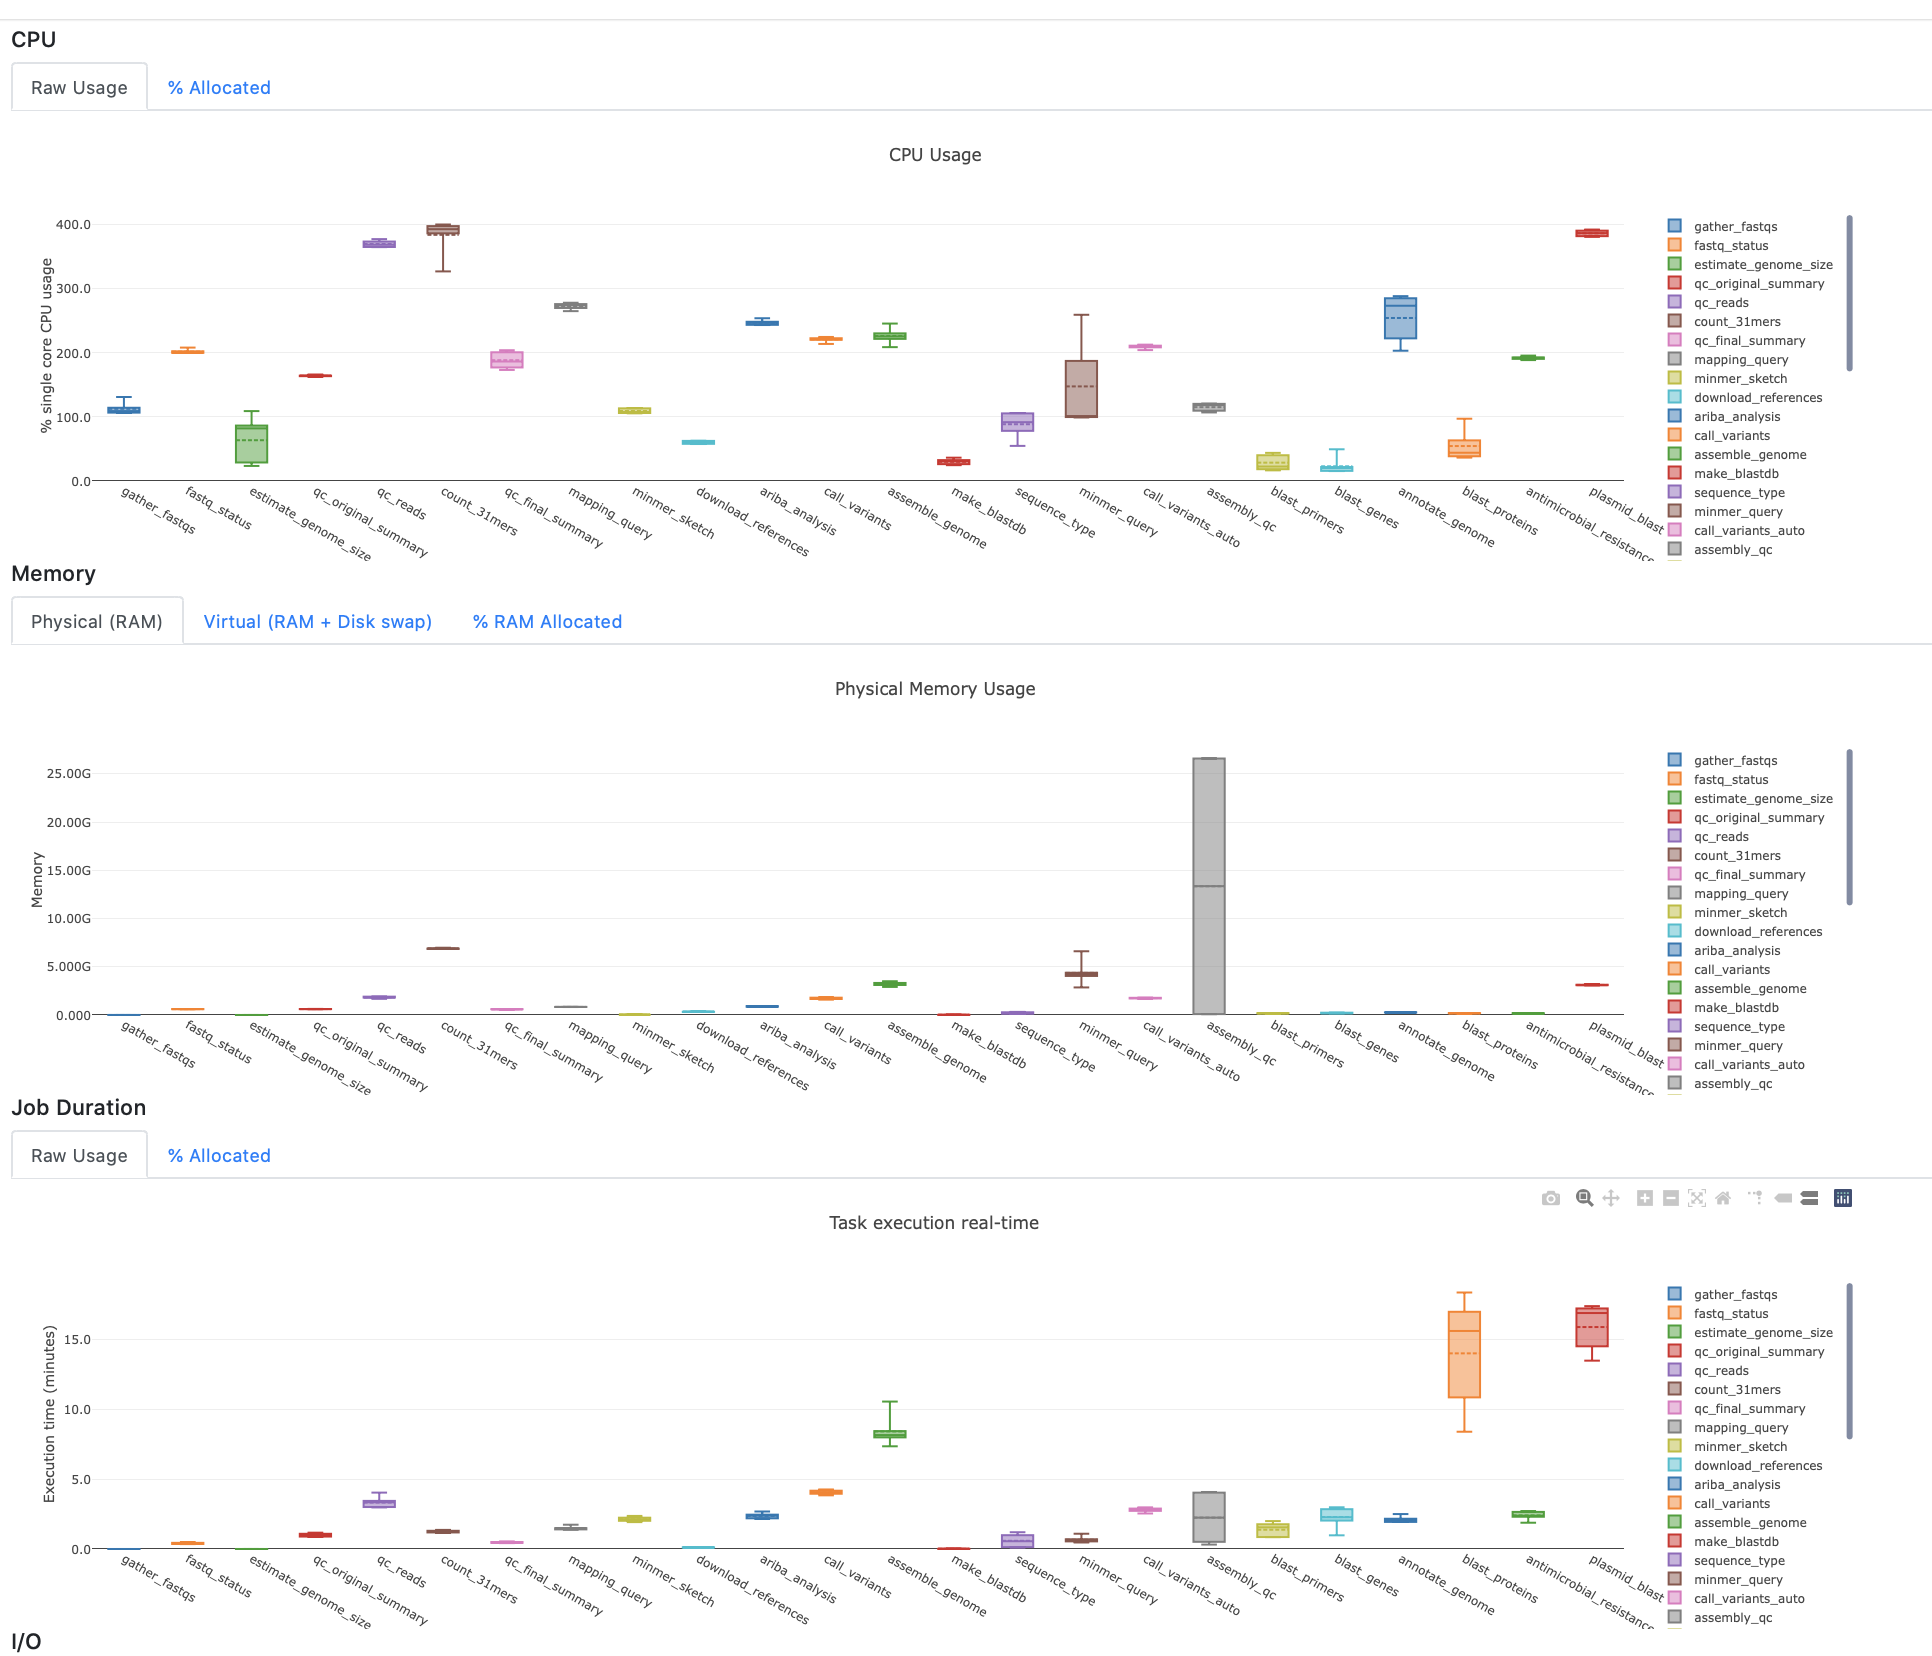 CPU
Raw Usage % Allocated
CPU Usage
% single core CPU usage
400.0
300.0
200.0
100.0
0.0
gather_fastqs
fastq_status
estimate_genome_size
qc_original_summary
qc_reads
count_31mers
qc_final_summary
mapping_query
minmer_sketch
download_references
ariba_analysis
call_variants
assemble_genome
make_blastdb
sequence_type
minmer_query
call_variants_auto
assembly_qc
blast_primers
blast_genes
annotate_genome
blast_proteins
antimicrobial_resistance
plasmid_blast
gather_fastqs
fastq_status
estimate_genome_size
qc_original_summary
qc_reads
count_31mers
qc_final_summary
mapping_query
minmer_sketch
download_references
ariba_analysis
call_variants
assemble_genome
make_blastdb
sequence_type
minmer_query
call_variants_auto
assembly_qc
Memory
Physical (RAM) Virtual (RAM + Disk swap) % RAM Allocated
Physical Memory Usage
Memory
25.00G
20.00G
15.00G
10.00G
5.000G
0.000
gather_fastqs
fastq_status
estimate_genome_size
qc_original_summary
qc_reads
count_31mers
qc_final_summary
mapping_query
minmer_sketch
download_references
ariba_analysis
call_variants
assemble_genome
make_blastdb
sequence_type
minmer_query
call_variants_auto
assembly_qc
blast_primers
blast_genes
annotate_genome
blast_proteins
antimicrobial_resistance
plasmid_blast
gather_fastqs
fastq_status
estimate_genome_size
qc_original_summary
qc_reads
count_31mers
qc_final_summary
mapping_query
minmer_sketch
download_references
ariba_analysis
call_variants
assemble_genome
make_blastdb
sequence_type
minmer_query
call_variants_auto
assembly_qc
Job Duration
Raw Usage % Allocated
Task execution real-time
Execution time (minutes)
15.0
10.0
5.0
0.0
gather_fastqs
fastq_status
estimate_genome_size
qc_original_summary
qc_reads
count_31mers
qc_final_summary
mapping_query
minmer_sketch
download_references
ariba_analysis
call_variants
assemble_genome
make_blastdb
sequence_type
minmer_query
call_variants_auto
assembly_qc
blast_primers
blast_genes
annotate_genome
blast_proteins
antimicrobial_resistance
plasmid_blast
gather_fastqs
fastq_status
estimate_genome_size
qc_original_summary
qc_reads
count_31mers
qc_final_summary
mapping_query
minmer_sketch
download_references
ariba_analysis
call_variants
assemble_genome
make_blastdb
sequence_type
minmer_query
call_variants_auto
assembly_qc
I/O